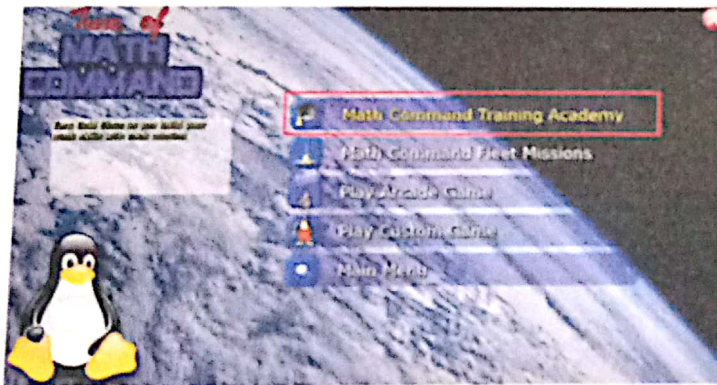 Tux of
MATH
COMMAND
Math Command Training Academy
Math Command Fleet Missions
Play Arcade Game
Play Custom Game
Main Menu